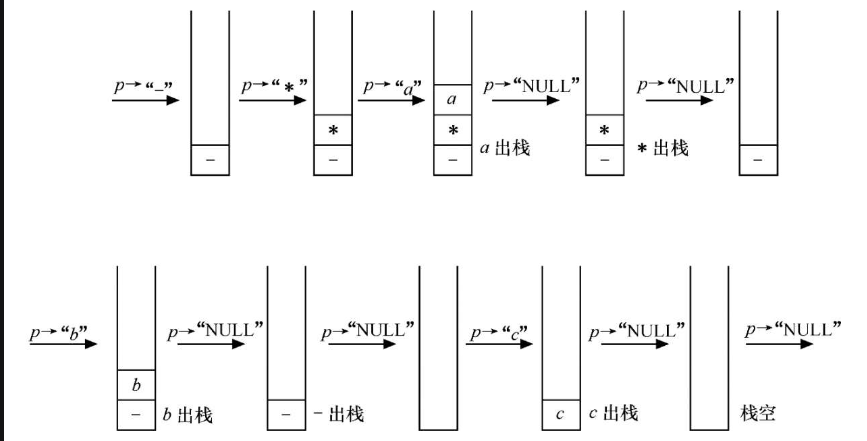 p→“–” p→“*” p→“a” p→“NULL” p→“NULL”
a
* * *
– – – a 出栈 – * 出栈 –
p→“b” p→“NULL” p→“NULL” p→“c” p→“NULL” p→“NULL”
b
– b 出栈 – – 出栈 c c 出栈 栈空